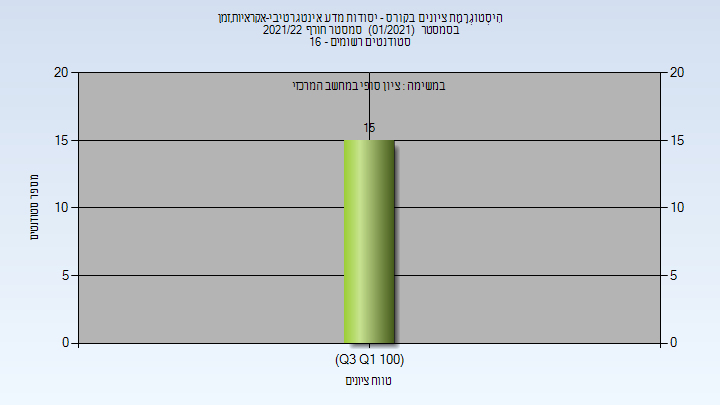 היסטוגרמת ציונים בקורס - יסודות מדע אינטגרטיבי-אקראיות,זמן
בסמסטר (01/2021) סמסטר חורף 2021/22
סטודנטים רשומים - 16
במשימה : ציון סופי במחשב המרכזי
20
20
15
15
15
10
10
5
5
0
0
מספר סטודנטים
(Q3 Q1 100)
טווח ציונים